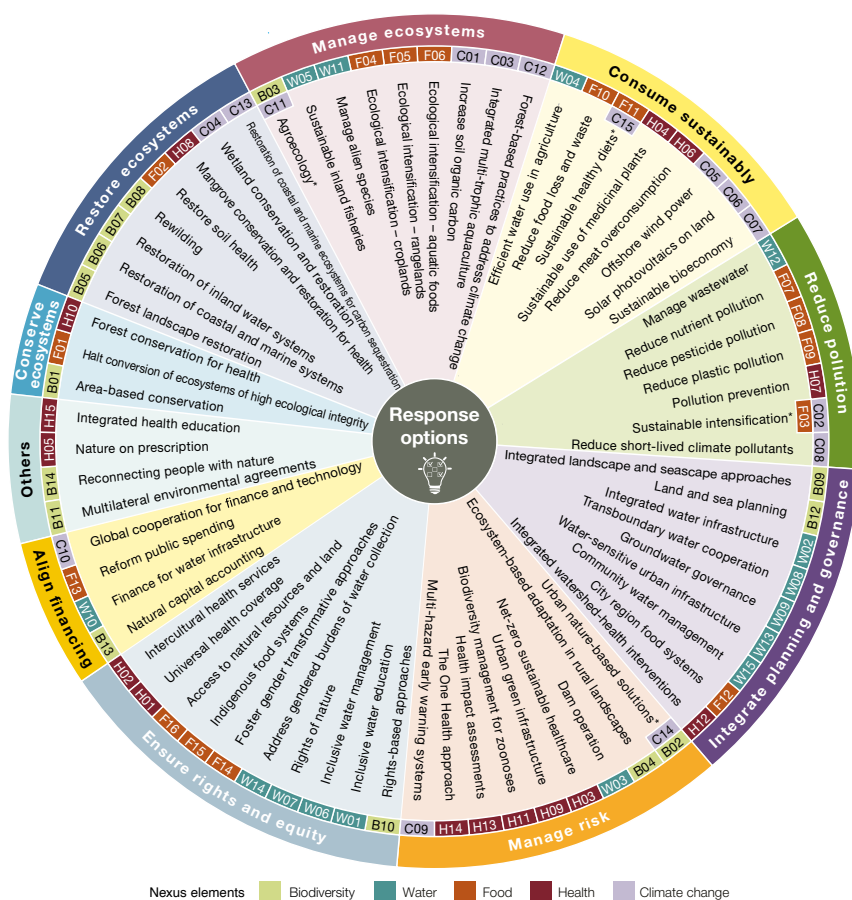 Manage ecosystems
B03
C11
W05
W11
F04
F05
F06
C01
C03
C12
Agroecology*
Sustainable inland fisheries
Manage alien species
Ecological intensification – croplands
Ecological intensification – rangelands
Ecological intensification – aquatic foods
Increase soil organic carbon
Integrated multi-trophic aquaculture
Forest-based practices to address climate change
Consume sustainably
W04
F10
F11
C15
H04
H06
C05
C06
C07
Efficient water use in agriculture
Reduce food loss and waste
Sustainable healthy diets*
Sustainable use of medicinal plants
Reduce meat overconsumption
Offshore wind power
Solar photovoltaics on land
Sustainable bioeconomy
Reduce pollution
W12
F07
F08
F09
H07
C02
F03
C08
Manage wastewater
Reduce nutrient pollution
Reduce pesticide pollution
Reduce plastic pollution
Pollution prevention
Sustainable intensification*
Reduce short-lived climate pollutants
Integrate planning and governance
B09
B12
W02
W08
W09
W13
W15
F12
H12
Integrated landscape and seascape approaches
Land and sea planning
Integrated water infrastructure
Transboundary water cooperation
Groundwater governance
Water-sensitive urban infrastructure
Community water management
City region food systems
Integrated watershed-health interventions
Manage risk
B02
C14
B04
W03
H03
H09
H11
H13
H14
C09
Urban nature-based solutions*
Ecosystem-based adaptation in rural landscapes
Dam operation
Net-zero sustainable healthcare
Urban green infrastructure
Biodiversity management for zoonoses
Health impact assessments
The One Health approach
Multi-hazard early warning systems
Ensure rights and equity
B10
W01
W06
W07
W14
F14
F15
F16
H01
H02
Rights-based approaches
Inclusive water education
Inclusive water management
Rights of nature
Address gendered burdens of water collection
Foster gender transformative approaches
Indigenous food systems
Access to natural resources and land
Universal health coverage
Intercultural health services
Align financing
B13
W10
F13
C10
Natural capital accounting
Finance for water infrastructure
Reform public spending
Global cooperation for finance and technology
Others
B11
B14
H05
H15
Multilateral environmental agreements
Reconnecting people with nature
Nature on prescription
Integrated health education
Conserve
ecosystems
B01
F01
H10
Area-based conservation
Halt conversion of ecosystems of high ecological integrity
Forest conservation for health
Restore ecosystems
B05
B06
B07
B08
F02
H08
C04
C13
Forest landscape restoration
Restoration of coastal and marine systems
Restoration of inland water systems
Rewilding
Restore soil health
Mangrove conservation and restoration for health
Wetland conservation and restoration
Restoration of coastal and marine ecosystems for carbon sequestration
Response
options
Nexus elements
Biodiversity
Water
Food
Health
Climate change